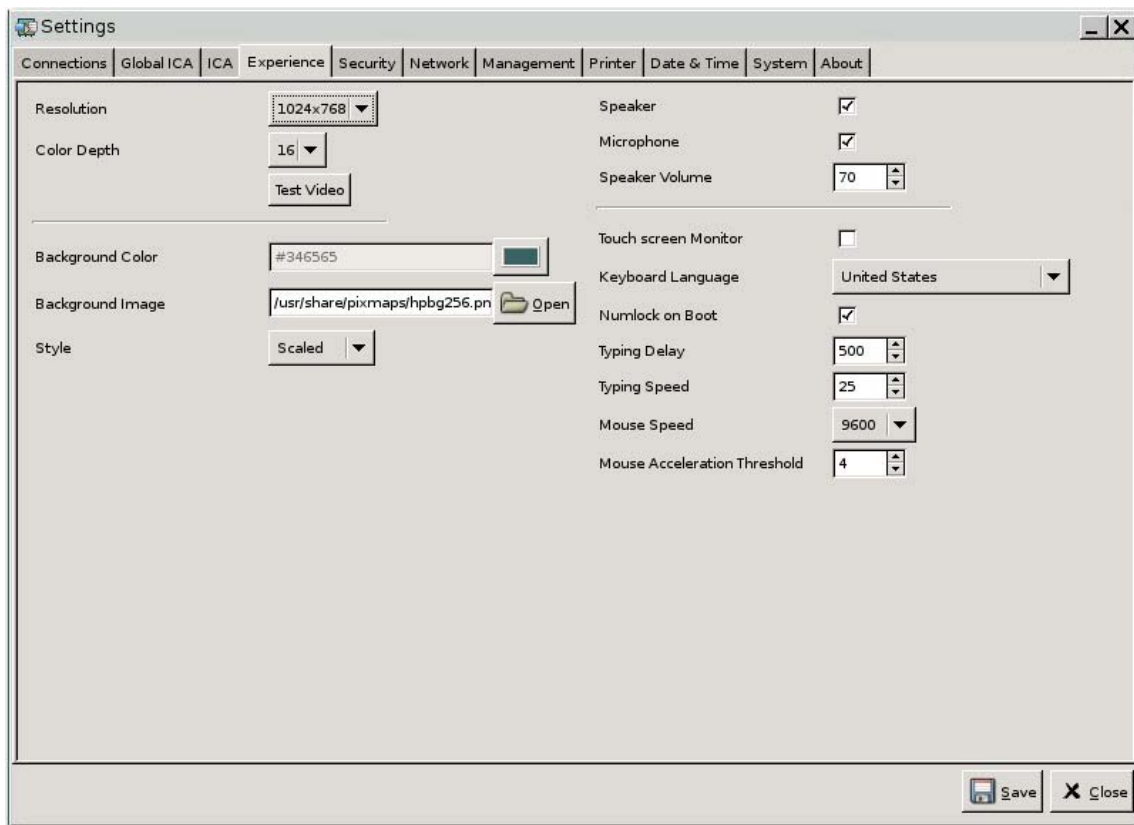 Settings
Connections Global ICA ICA Experience Security Network Management Printer Date & Time System About
Resolution 1024x768
Color Depth 16
Test Video
Background Color #346565
Background Image /usr/share/pixmaps/hpbg256.pn Open
Style Scaled
Speaker
Microphone
Speaker Volume 70
Touch screen Monitor
Keyboard Language United States
Numlock on Boot
Typing Delay 500
Typing Speed 25
Mouse Speed 9600
Mouse Acceleration Threshold 4
Save Close